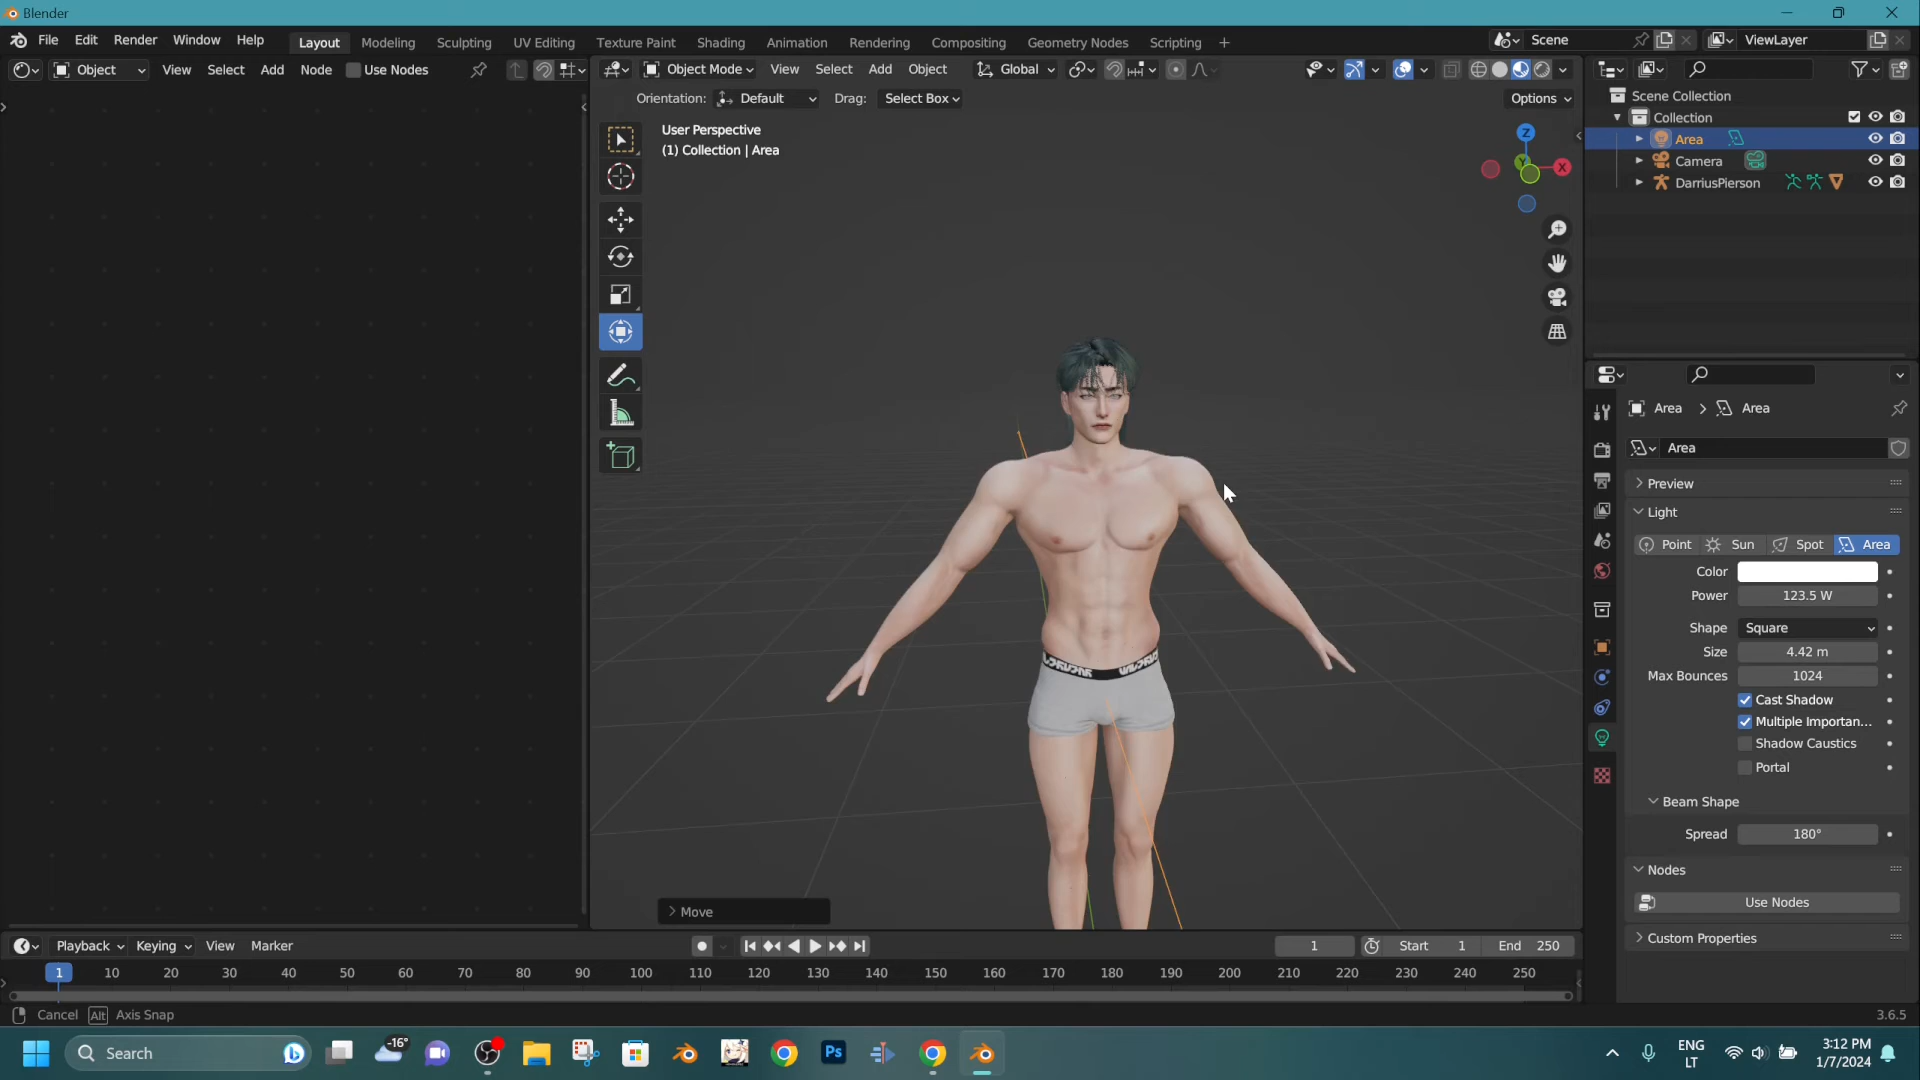 Blender
File Edit Render Window Help Layout Modeling Sculpting UV Editing Texture Paint Shading Animation Rendering Compositing Geometry Nodes Scripting + Scene ViewLayer
Object View Select Add Node Use Nodes
Object Mode View Select Add Object Global
Orientation: Default Drag: Select Box Options
User Perspective
(1) Collection | Area
Z
Y
X
Scene Collection
Collection
Area
Camera
DarriusPierson
Area > Area
Area
Preview
Light
Point Sun Spot Area
Color
Power 123.5 W
Shape Square
Size 4.42 m
Max Bounces 1024
Cast Shadow
Multiple Importan...
Shadow Caustics
Portal
Beam Shape
Spread 180°
Nodes
Use Nodes
Custom Properties
Move
Playback Keying View Marker 1 Start 1 End 250
1 10 20 30 40 50 60 70 80 90 100 110 120 130 140 150 160 170 180 190 200 210 220 230 240 250
Cancel Alt Axis Snap 3.6.5
Search -16° Ps ENG LT 3:12 PM 1/7/2024